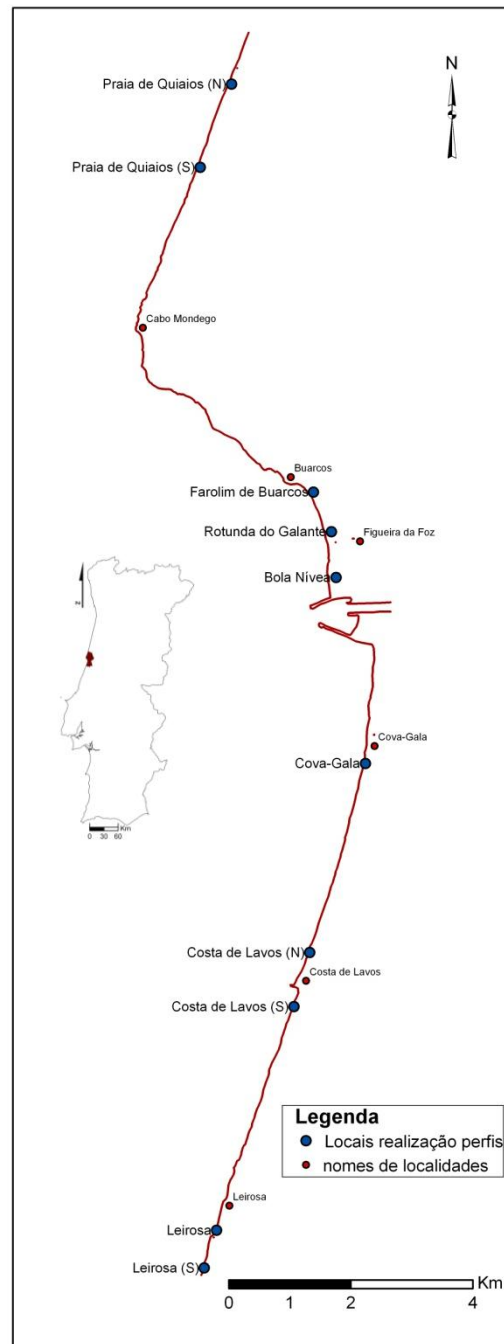 N
Praia de Quiaios (N)
Praia de Quiaios (S)
Cabo Mondego
Buarcos
Farolim de Buarcos
Rotunda do Galante
Figueira da Foz
Bola Nívea
Cova-Gala
Cova-Gala
Km
0 30 60
Costa de Lavos (N)
Costa de Lavos
Costa de Lavos (S)
Legenda
Locais realização perfis
nomes de localidades
Leirosa
Leirosa
Leirosa (S)
Km
0 1 2 4